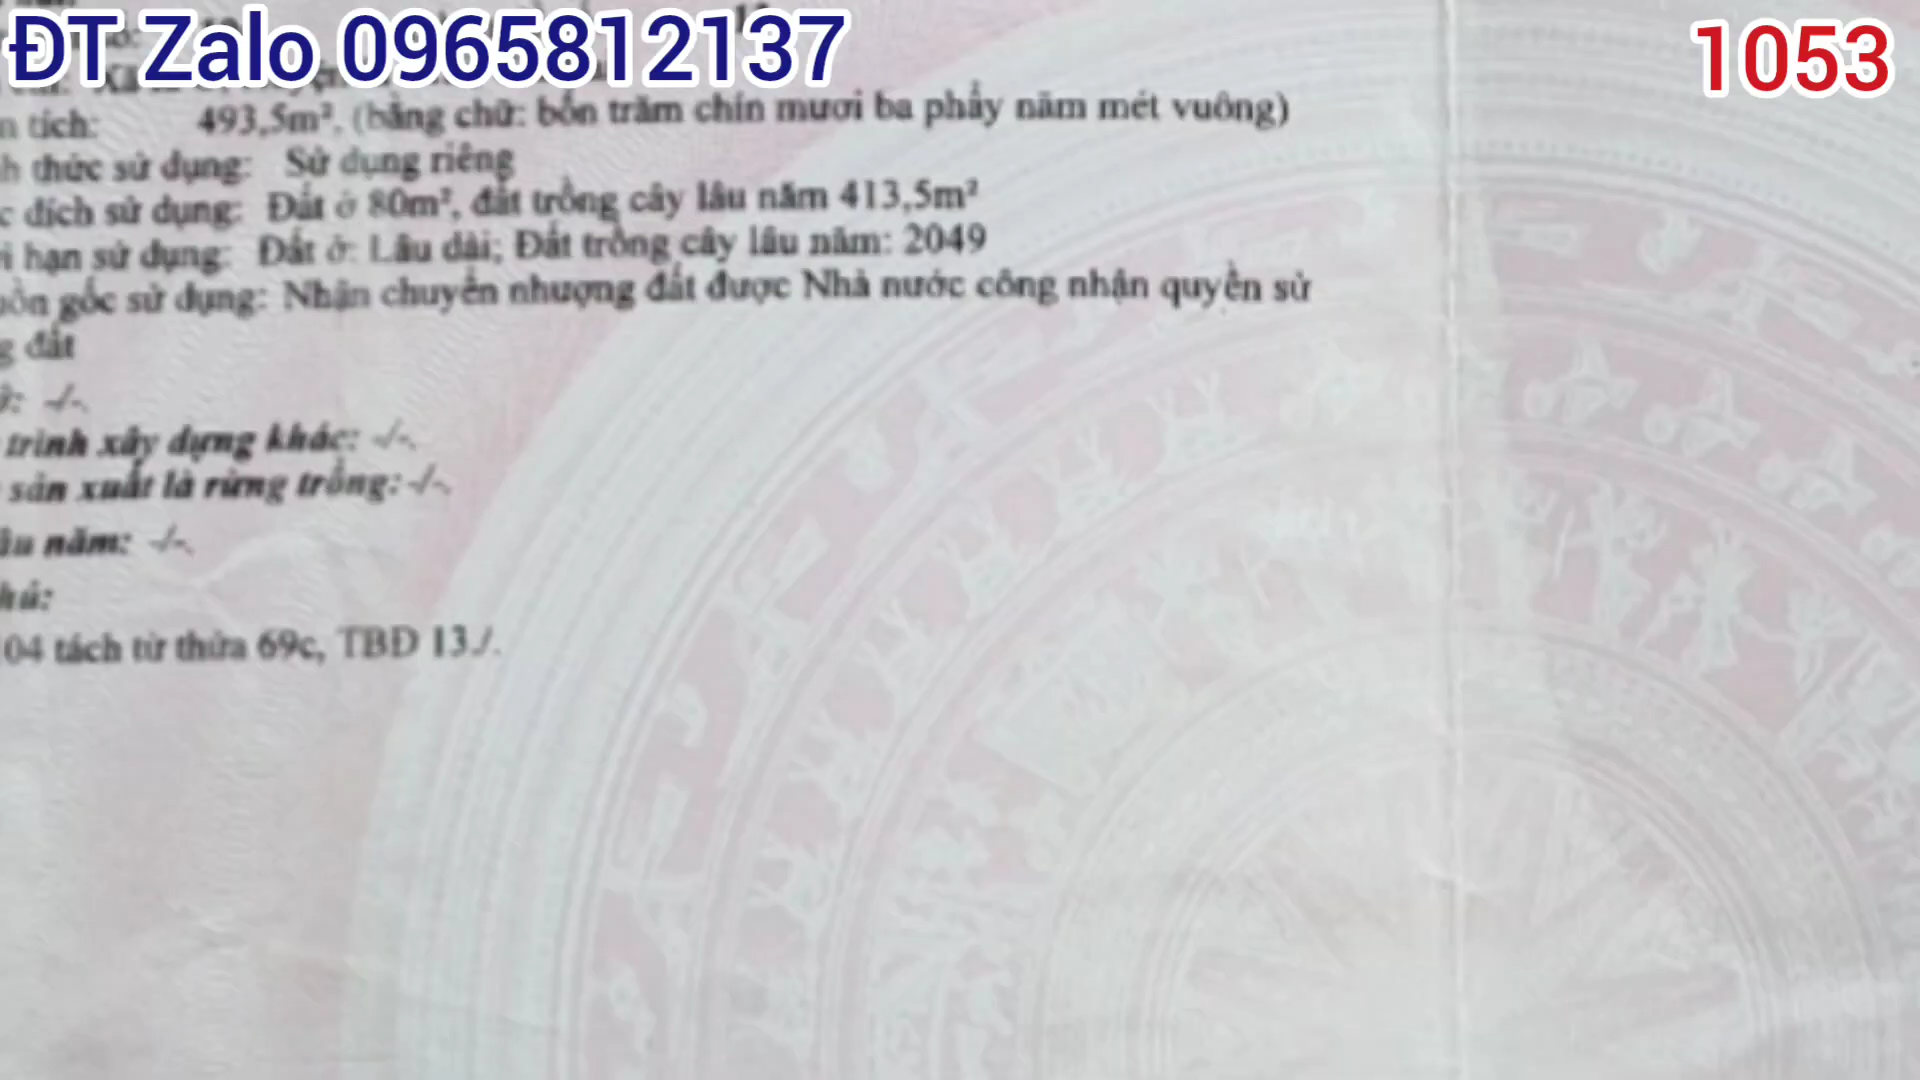 ĐT Zalo 0965812137
1053
n tích: 493,5m², (bằng chữ: bốn trăm chín mươi ba phẩy năm mét vuông)
h thức sử dụng: Sử dụng riêng
c đích sử dụng: Đất ở 80m², đất trồng cây lâu năm 413,5m²
i hạn sử dụng: Đất ở: Lâu dài; Đất trồng cây lâu năm: 2049
uồn gốc sử dụng: Nhận chuyển nhượng đất được Nhà nước công nhận quyền sử
g đất
ở: -/-.
trình xây dựng khác: -/-.
sản xuất là rừng trồng: -/-.
âu năm: -/-.
hú:
04 tách từ thửa 69c, TBĐ 13./.